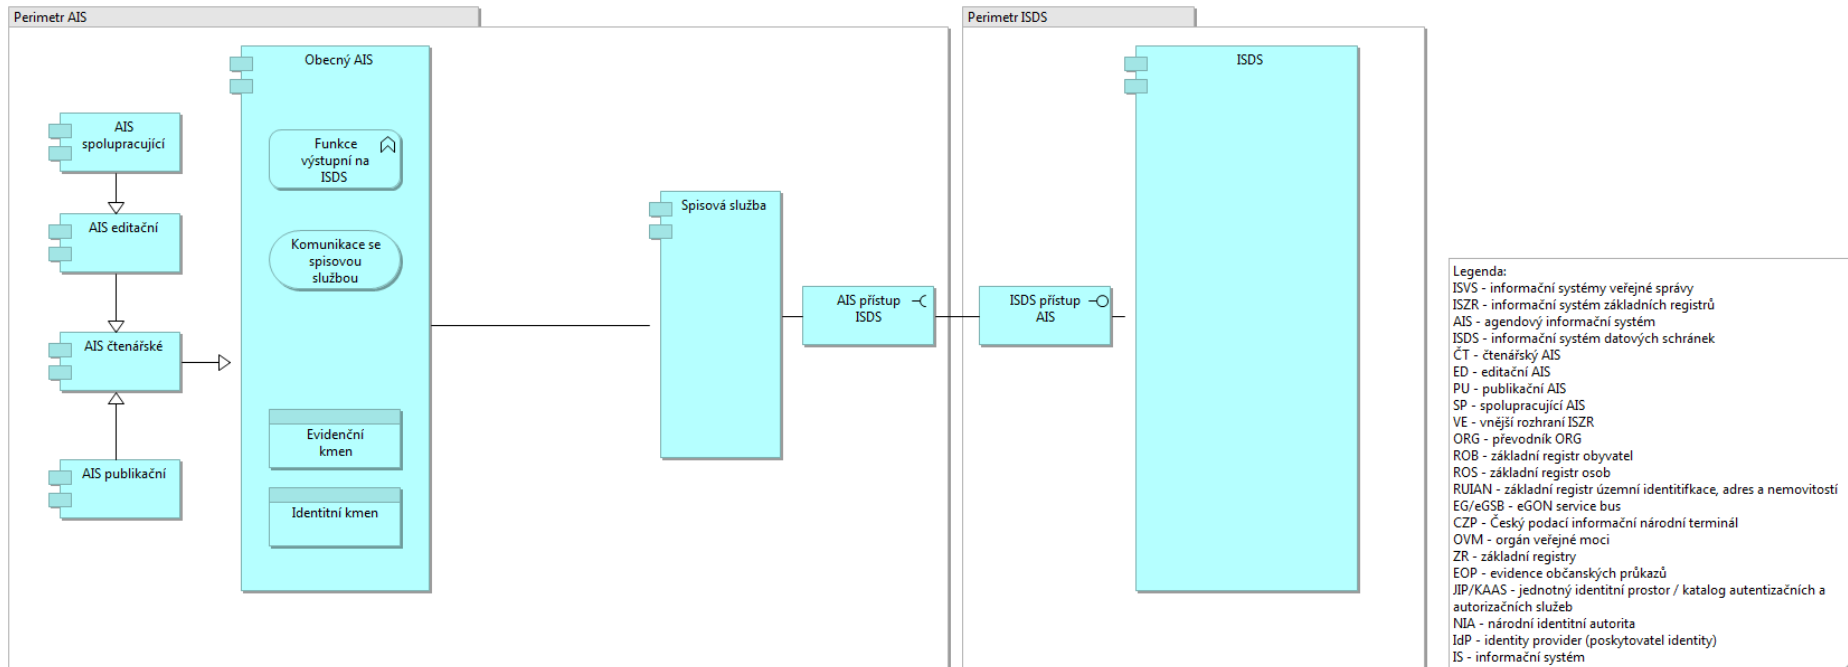 Perimetr AIS
Obecný AIS
AIS
spolupracující
Funkce
výstupní na
ISDS
AIS editační
Komunikace se
spisovou
službou
AIS čtenářské
Evidenční
kmen
AIS publikační
Identitní kmen
Spisová služba
AIS přístup
ISDS
Perimetr ISDS
ISDS
ISDS přístup
AIS
Legenda:
ISVS - informační systémy veřejné správy
ISZR - informační systém základních registrů
AIS - agendový informační systém
ISDS - informační systém datových schránek
ČT - čtenářský AIS
ED - editační AIS
PU - publikační AIS
SP - spolupracující AIS
VE - vnější rozhraní ISZR
ORG - převodník ORG
ROB - základní registr obyvatel
ROS - základní registr osob
RUIAN - základní registr územní identitifkace, adres a nemovitostí
EG/eGSB - eGON service bus
CZP - Český podací informační národní terminál
OVM - orgán veřejné moci
ZR - základní registry
EOP - evidence občanských průkazů
JIP/KAAS - jednotný identitní prostor / katalog autentizačních a
autorizačních služeb
NIA - národní identitní autorita
IdP - identity provider (poskytovatel identity)
IS - informační systém